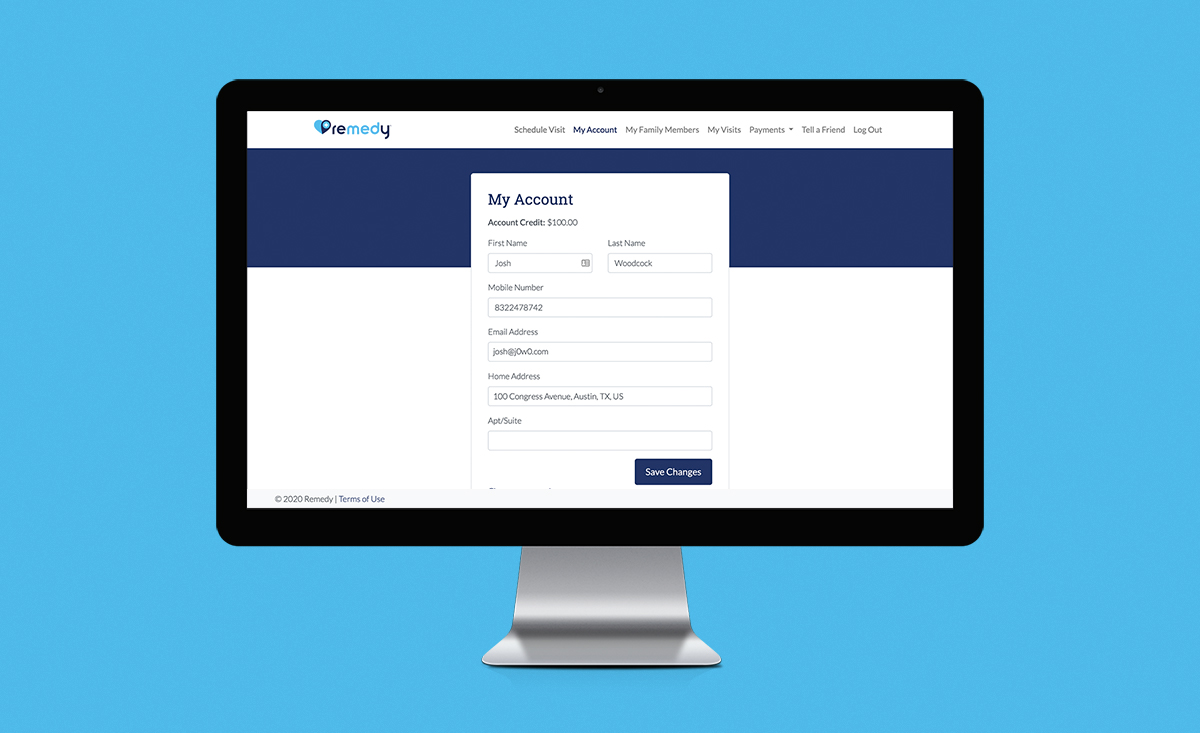 remedy
Schedule Visit My Account My Family Members My Visits Payments Tell a Friend Log Out
My Account
Account Credit: $100.00
First Name Last Name
Josh Woodcock
Mobile Number
8322478742
Email Address
josh@j0w0.com
Home Address
100 Congress Avenue, Austin, TX, US
Apt/Suite
Save Changes
© 2020 Remedy | Terms of Use